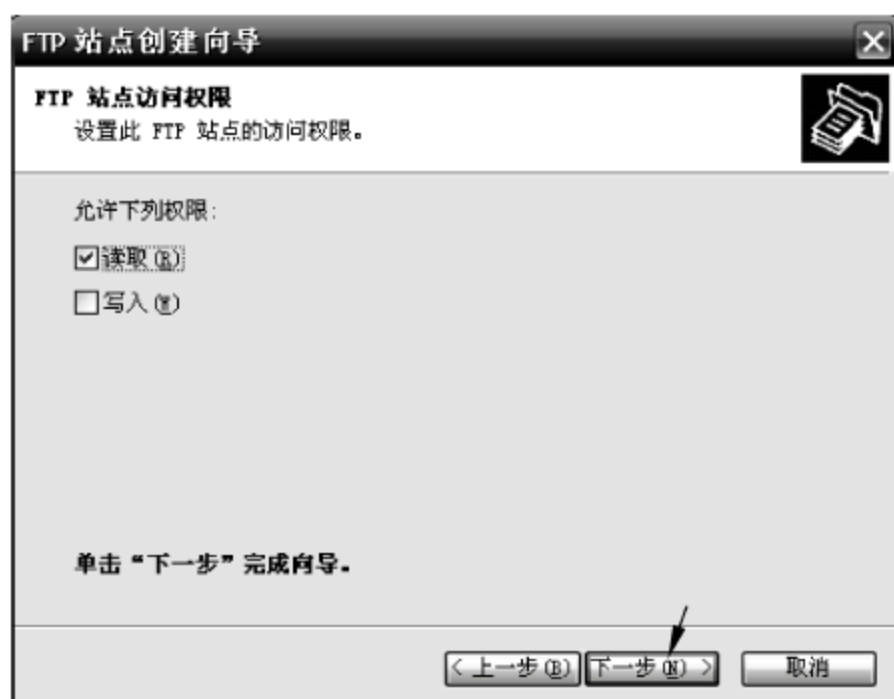 FTP 站点创建向导
FTP 站点访问权限
设置此 FTP 站点的访问权限。
允许下列权限:
读取(R)
写入(W)
单击“下一步”完成向导。
< 上一步(B) 下一步(N) > 取消